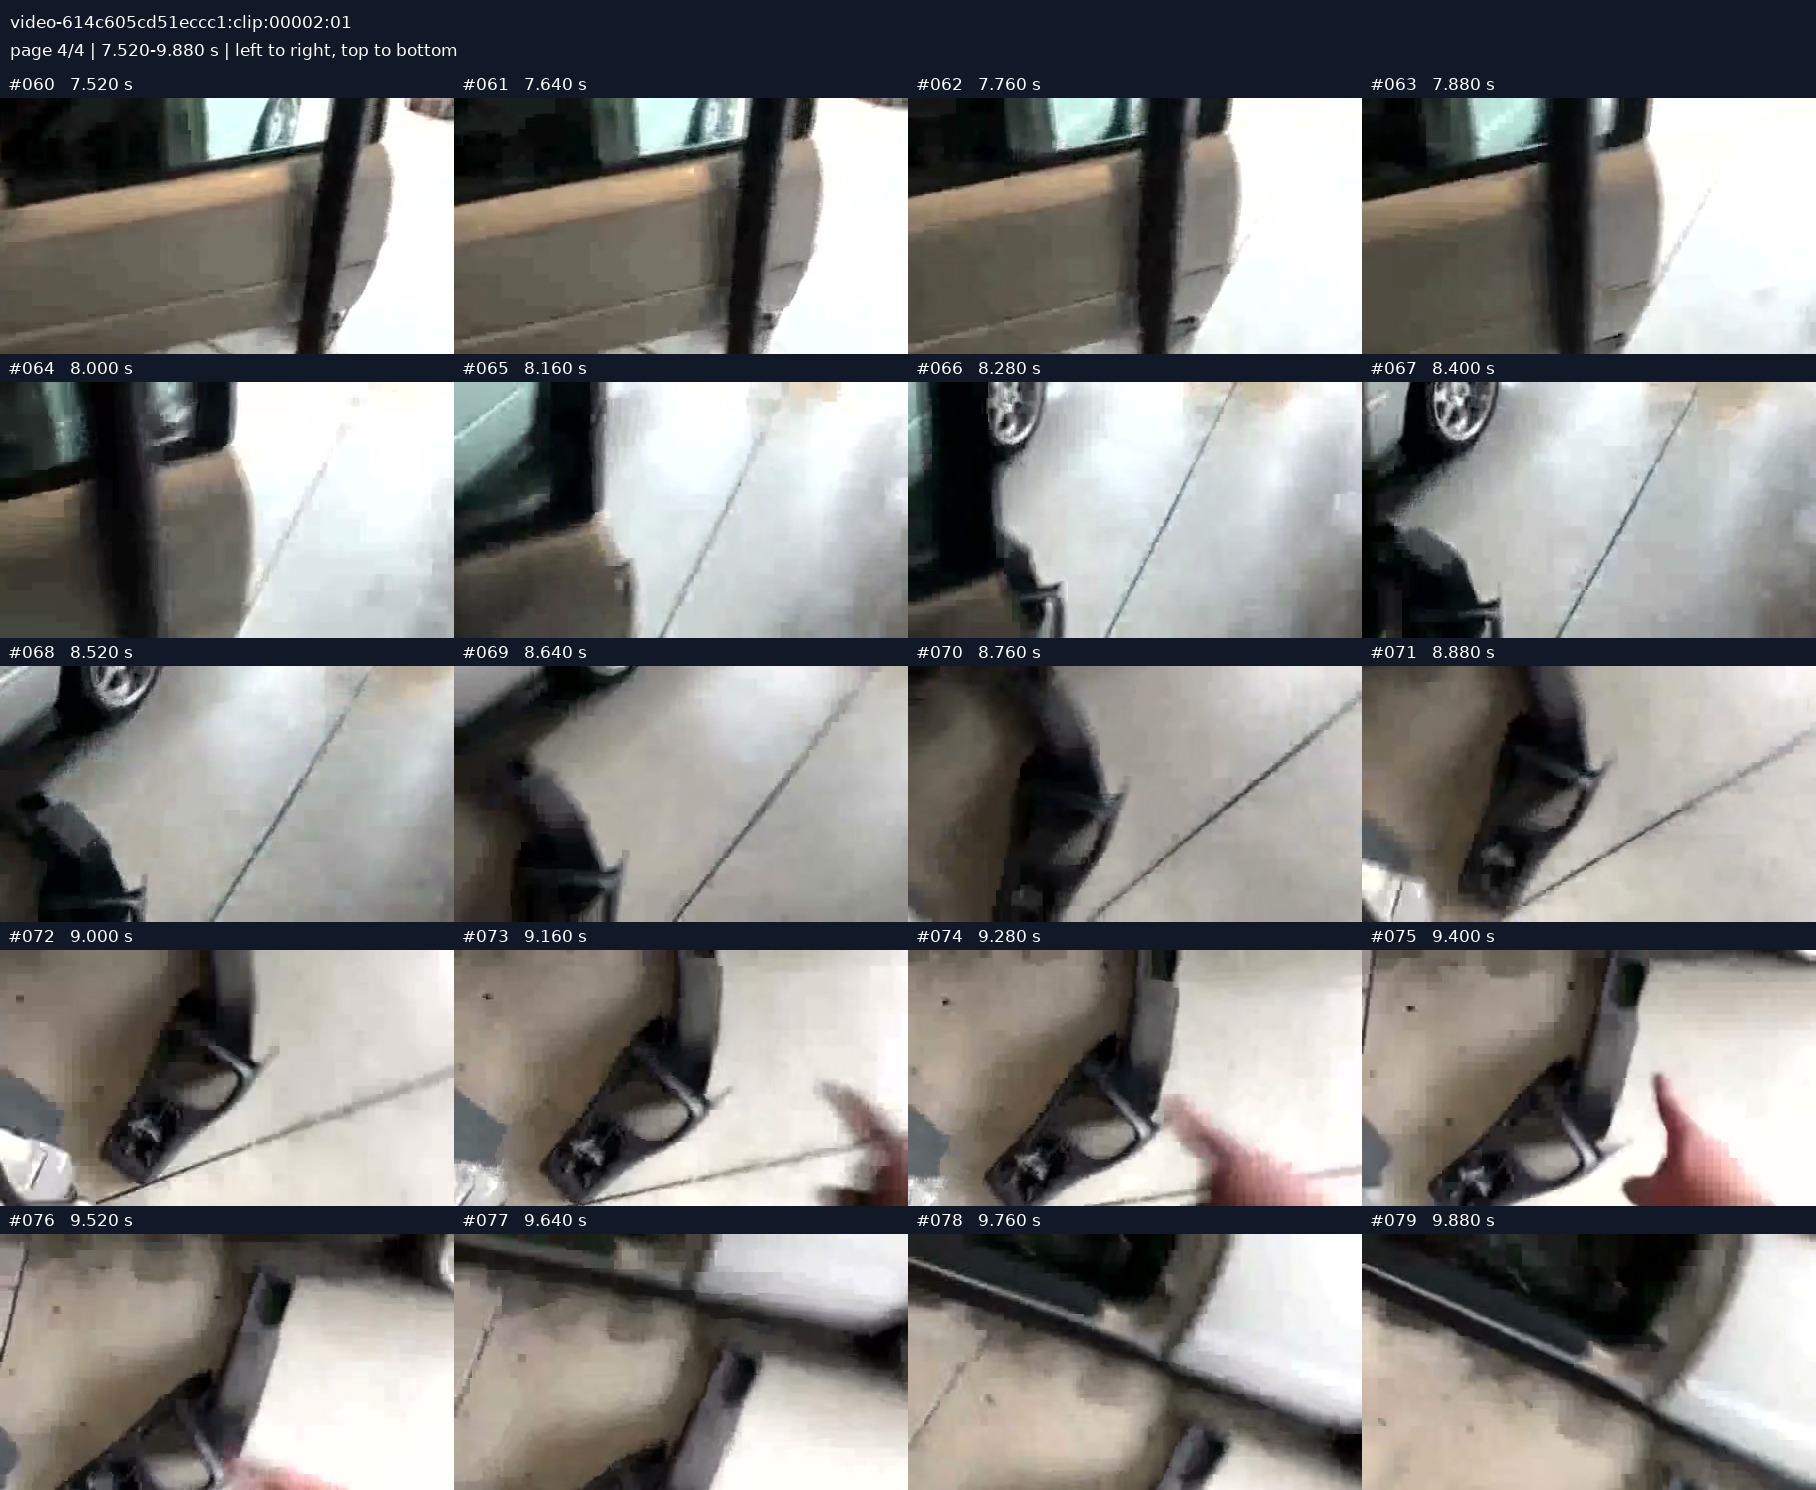 video-614c605cd51eccc1:clip:00002:01
page 4/4 | 7.520-9.880 s | left to right, top to bottom
#060 7.520 s
#061 7.640 s
#062 7.760 s
#063 7.880 s
#064 8.000 s
#065 8.160 s
#066 8.280 s
#067 8.400 s
#068 8.520 s
#069 8.640 s
#070 8.760 s
#071 8.880 s
#072 9.000 s
#073 9.160 s
#074 9.280 s
#075 9.400 s
#076 9.520 s
#077 9.640 s
#078 9.760 s
#079 9.880 s